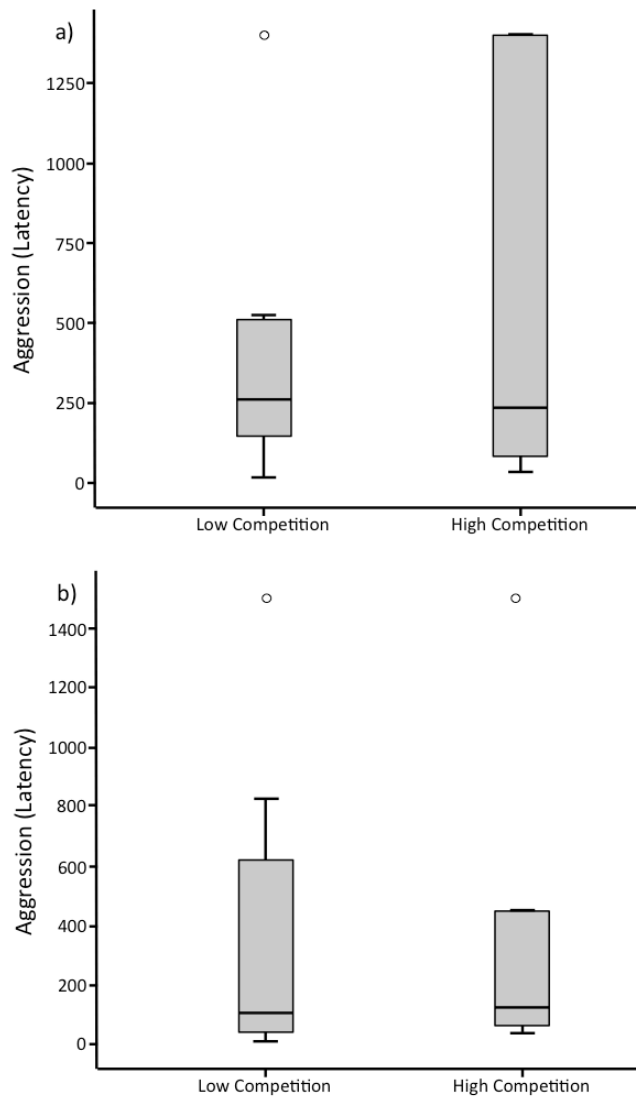 a)
1250
1000
750
500
250
0
Aggression (Latency)
Low Competition High Competition
b)
1400
1200
1000
800
600
400
200
0
Aggression (Latency)
Low Competition High Competition